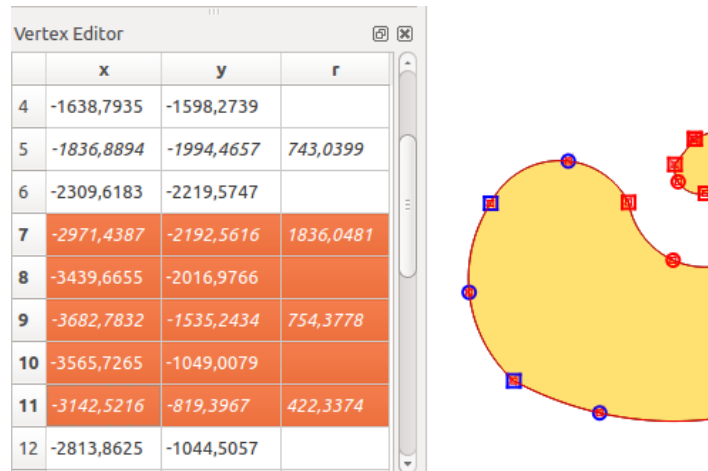 Vertex Editor
x y r
4 -1638,7935 -1598,2739
5 -1836,8894 -1994,4657 743,0399
6 -2309,6183 -2219,5747
7 -2971,4387 -2192,5616 1836,0481
8 -3439,6655 -2016,9766
9 -3682,7832 -1535,2434 754,3778
10 -3565,7265 -1049,0079
11 -3142,5216 -819,3967 422,3374
12 -2813,8625 -1044,5057